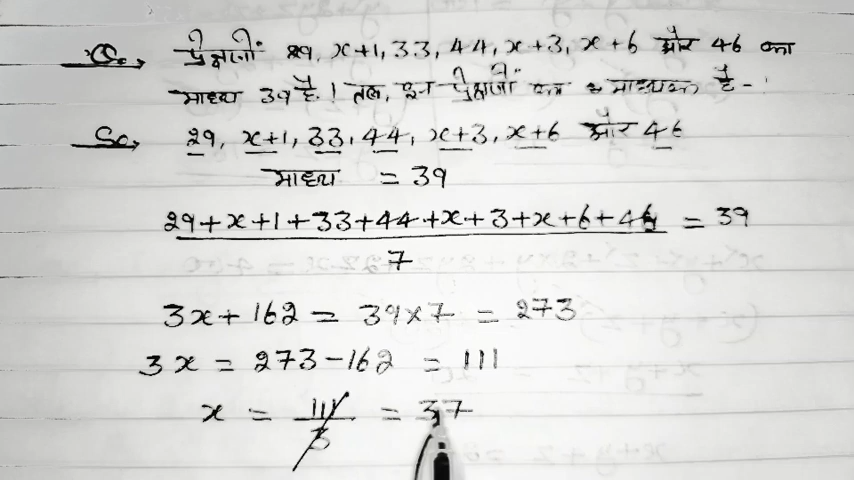 Q. → प्रेक्षणों 29, x+1, 33, 44, x+3, x+6 और 46 का
माध्य 39 है । तब, इन प्रेक्षणों का माध्यक है -
So, → 29, x+1, 33, 44, x+3, x+6 और 46
माध्य = 39
29+x+1+33+44+x+3+x+6+46 = 39
7
3x+162 = 39×7 = 273
3x = 273-162 = 111
x = 111/3 = 37